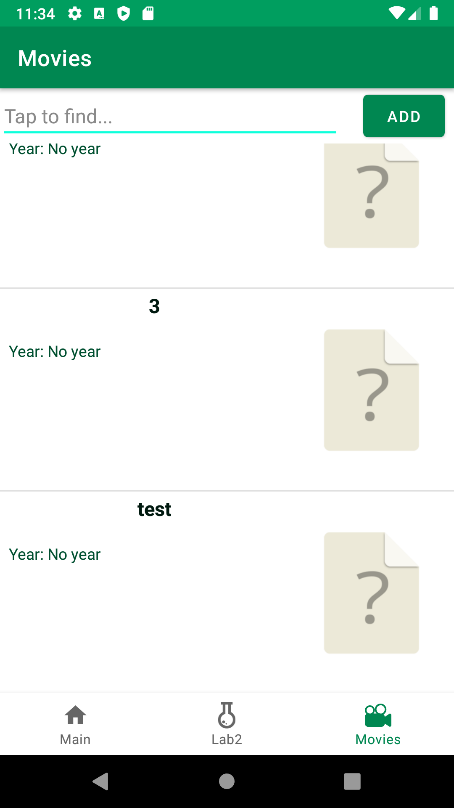 11:34
Movies
Tap to find...
ADD
Year: No year
?
3
Year: No year
?
test
Year: No year
?
Main
Lab2
Movies